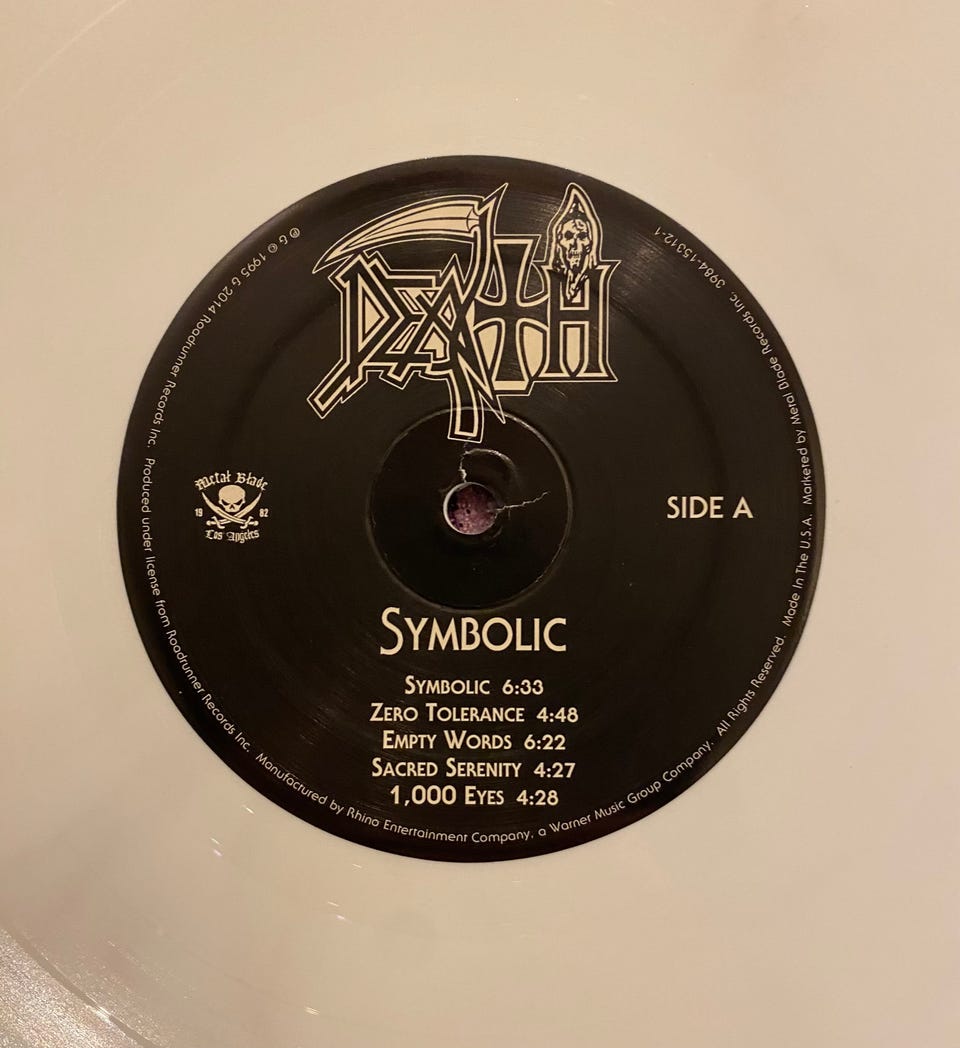 DEATH
Metal Blade
19 82
Los Angeles
SIDE A
SYMBOLIC
SYMBOLIC 6:33
ZERO TOLERANCE 4:48
EMPTY WORDS 6:22
SACRED SERENITY 4:27
1,000 EYES 4:28
℗ & © 1995 & 2014 Roadrunner Records Inc. Produced under license from Roadrunner Records Inc. Manufactured by Rhino Entertainment Company, a Warner Music Group Company. All Rights Reserved. Made In The U.S.A. Marketed by Metal Blade Records Inc. 3984-15312-1